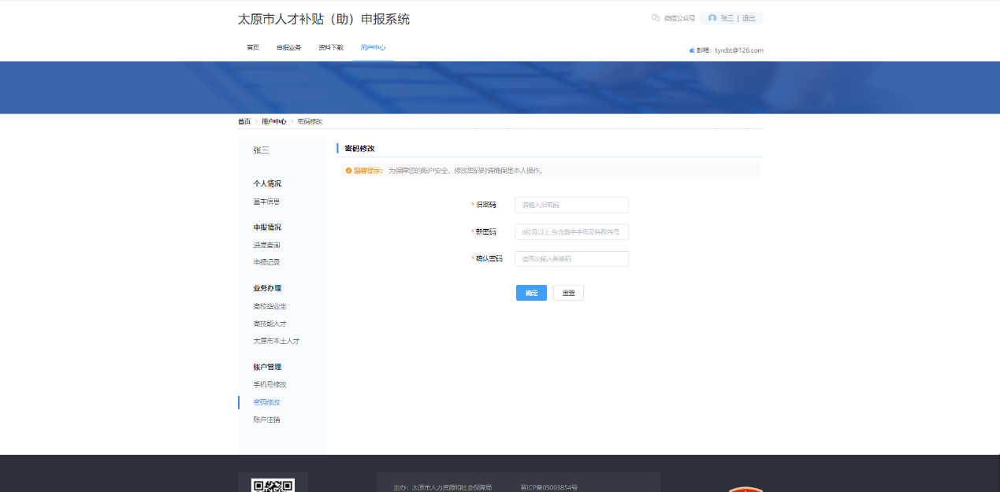 太原市人才补贴（助）申报系统
微信公众号 张三 | 退出
首页 申报业务 资料下载 用户中心
邮箱：tyrcbt@126.com
首页 > 用户中心 > 密码修改
张三
个人情况
基本信息
申报情况
进度查询
申报记录
业务办理
高校毕业生
高技能人才
太原市本土人才
账户管理
手机号修改
密码修改
账户注销
密码修改
温馨提示： 为保障您的账户安全，修改密码时请确保是本人操作。
* 旧密码 请输入旧密码
* 新密码 8位及以上,包含数字字母及特殊符号
* 确认密码 请再次输入新密码
确定 重置
主办：太原市人力资源和社会保障局 晋ICP备05003854号